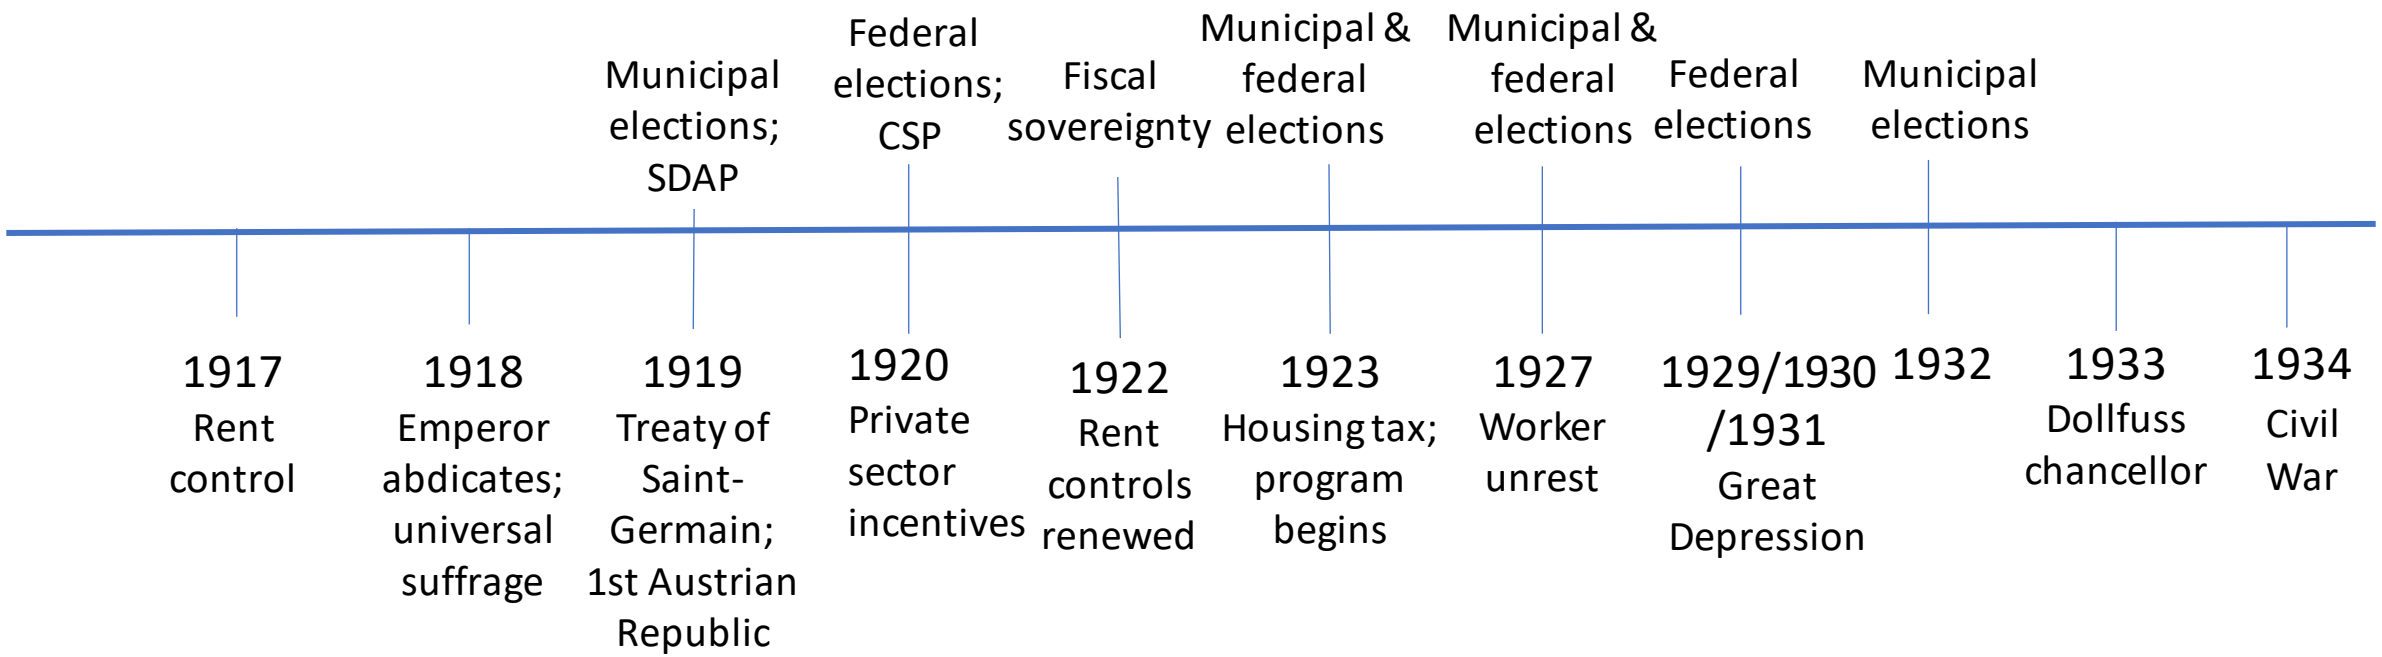 Municipal
elections;
SDAP
Federal
elections;
CSP
Fiscal
sovereignty
Municipal &
federal
elections
Municipal &
federal
elections
Federal
elections
Municipal
elections
1917
Rent
control
1918
Emperor
abdicates;
universal
suffrage
1919
Treaty of
Saint-
Germain;
1st Austrian
Republic
1920
Private
sector
incentives
1922
Rent
controls
renewed
1923
Housing tax;
program
begins
1927
Worker
unrest
1929/1930
/1931
Great
Depression
1932
1933
Dollfuss
chancellor
1934
Civil
War